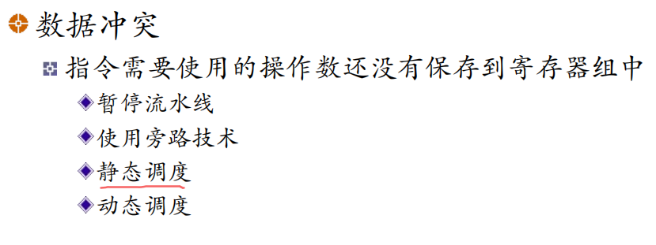 数据冲突
指令需要使用的操作数还没有保存到寄存器组中
暂停流水线
使用旁路技术
静态调度
动态调度